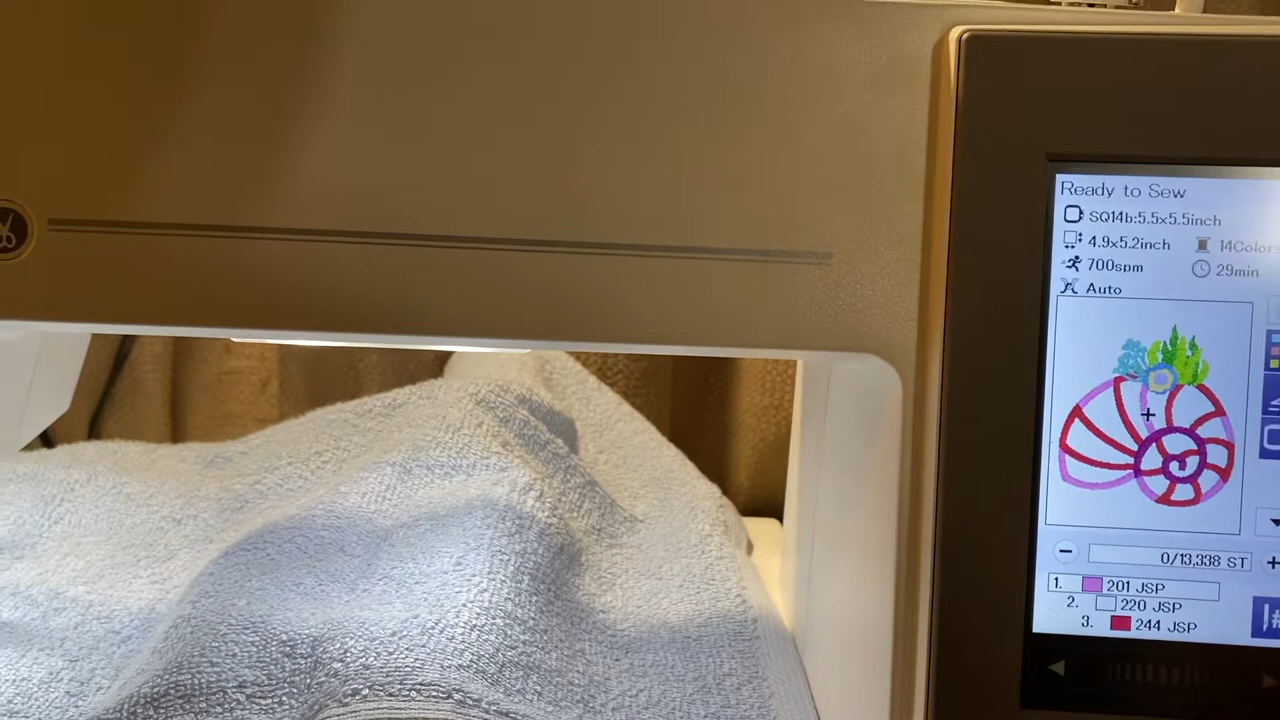 Ready to Sew
SQ14b:5.5x5.5inch
4.9x5.2inch 14Colors
700spm 29min
Auto
0/13,338 ST
1. 201 JSP
2. 220 JSP
3. 244 JSP